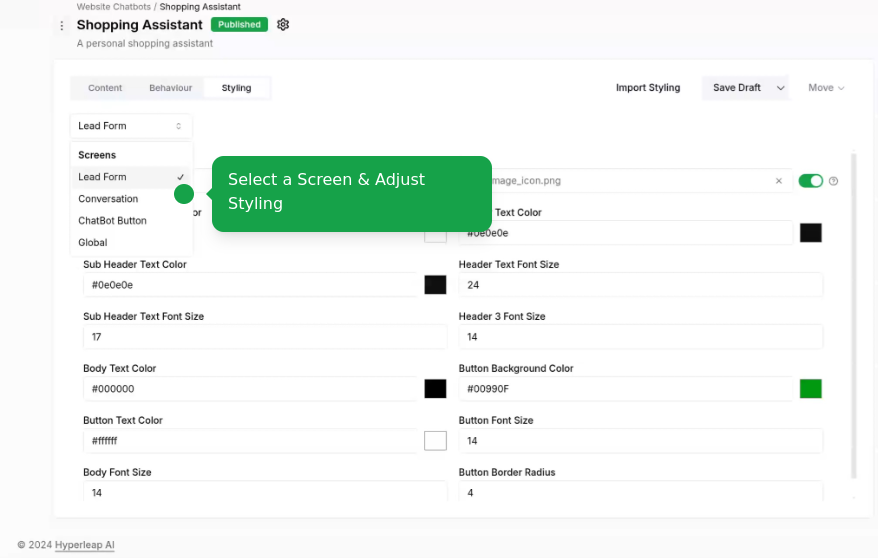 Website Chatbots / Shopping Assistant
Shopping Assistant Published
A personal shopping assistant
Content Behaviour Styling Import Styling Save Draft Move
Lead Form
Screens
Lead Form
Conversation
ChatBot Button
Global
Select a Screen & Adjust
Styling
mage_icon.png
or
Text Color
#0e0e0e
Sub Header Text Color Header Text Font Size
#0e0e0e 24
Sub Header Text Font Size Header 3 Font Size
17 14
Body Text Color Button Background Color
#000000 #00990F
Button Text Color Button Font Size
#ffffff 14
Body Font Size Button Border Radius
14 4
© 2024 Hyperleap AI